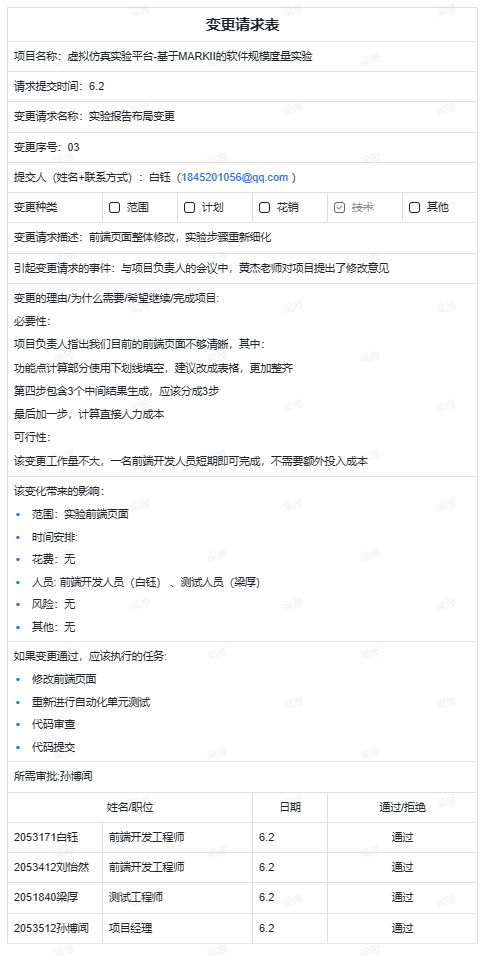 变更请求表
项目名称：虚拟仿真实验平台-基于MARKII的软件规模度量实验
请求提交时间：6.2
变更请求名称：实验报告布局变更
变更序号：03
提交人（姓名+联系方式）：白钰（1845201056@qq.com ）
变更种类 范围 计划 花销 技术 其他
变更请求描述：前端页面整体修改，实验步骤重新细化
引起变更请求的事件：与项目负责人的会议中，黄杰老师对项目提出了修改意见
变更的理由/为什么需要/希望继续/完成项目:
必要性：
项目负责人指出我们目前的前端页面不够清晰，其中：
功能点计算部分使用下划线填空，建议改成表格，更加整齐
第四步包含3个中间结果生成，应该分成3步
最后加一步，计算直接人力成本
可行性：
该变更工作量不大，一名前端开发人员短期即可完成，不需要额外投入成本
该变化带来的影响：
• 范围：实验前端页面
• 时间安排:
• 花费：无
• 人员: 前端开发人员（白钰） 、测试人员（梁厚）
• 风险：无
• 其他：无
如果变更通过，应该执行的任务:
• 修改前端页面
• 重新进行自动化单元测试
• 代码审查
• 代码提交
所需审批:孙博闻
姓名/职位 日期 通过/拒绝
2053171白钰 前端开发工程师 6.2 通过
2053412刘怡然 前端开发工程师 6.2 通过
2051840梁厚 测试工程师 6.2 通过
2053512孙博闻 项目经理 6.2 通过